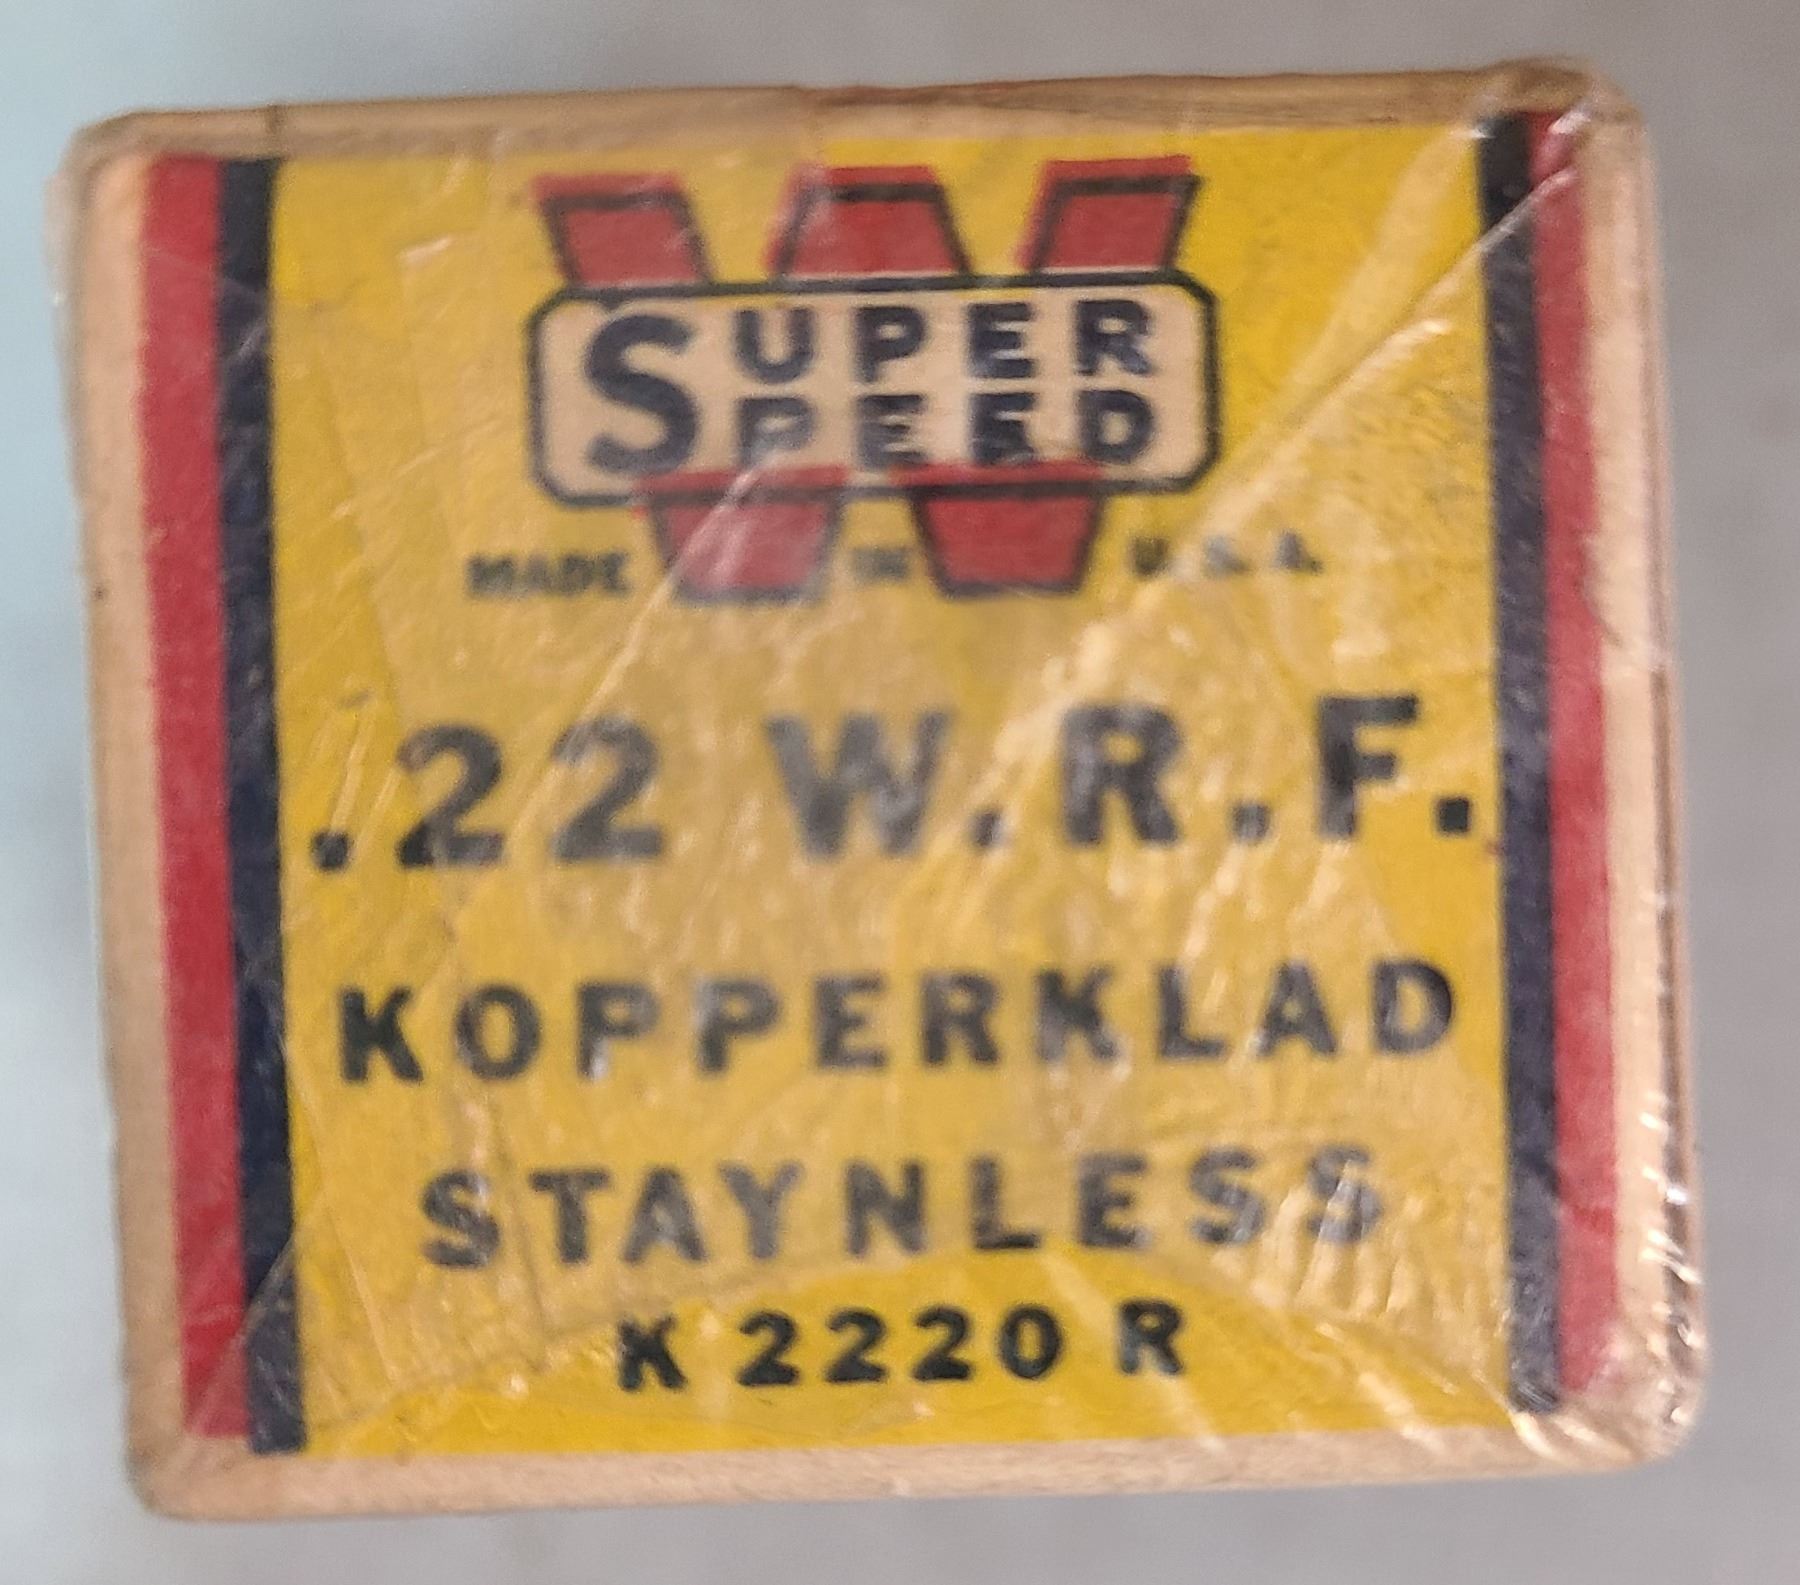 W
SUPER
SPEED
MADE IN U.S.A.
.22 W.R.F.
KOPPERKLAD
STAYNLESS
K 2220 R